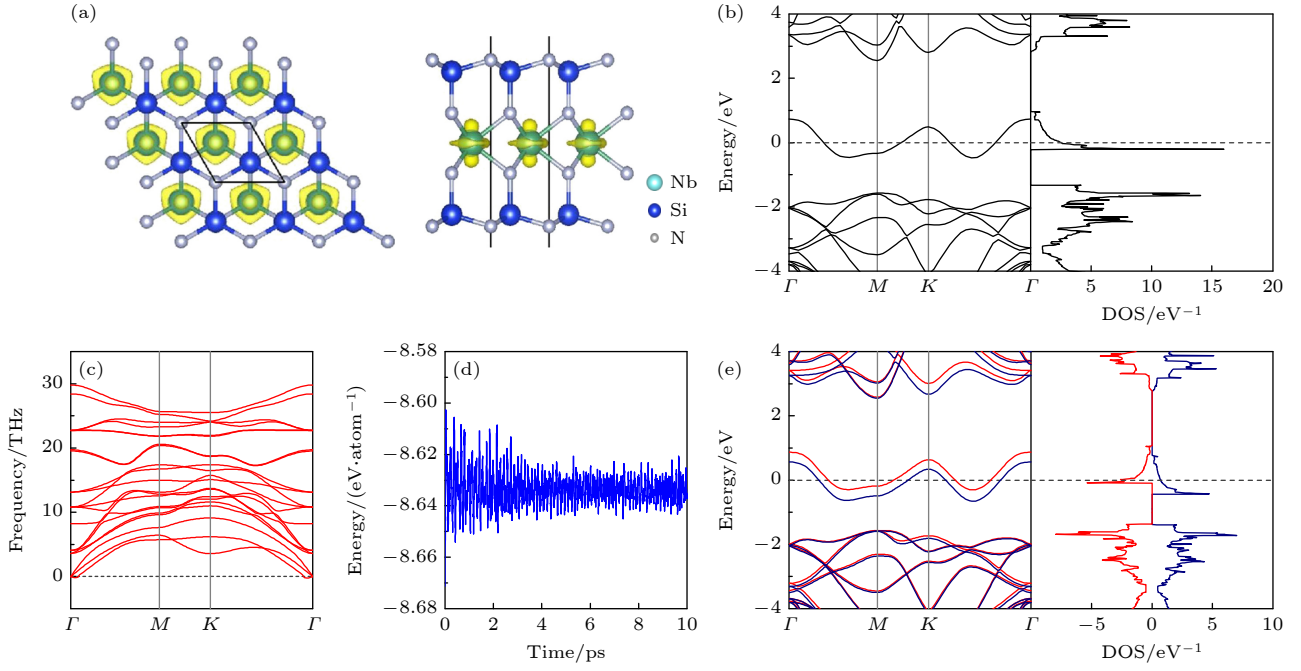 (a)
Nb
Si
N
(b)
Energy/eV
4
2
0
−2
−4
Γ M K Γ
5 10 15 20
DOS/eV⁻¹
(c)
Frequency/THz
30
20
10
0
Γ M K Γ
(d)
Energy/(eV·atom⁻¹)
−8.58
−8.60
−8.62
−8.64
−8.66
−8.68
0 2 4 6 8 10
Time/ps
(e)
Energy/eV
4
2
0
−2
−4
Γ M K Γ
−5 0 5 10
DOS/eV⁻¹